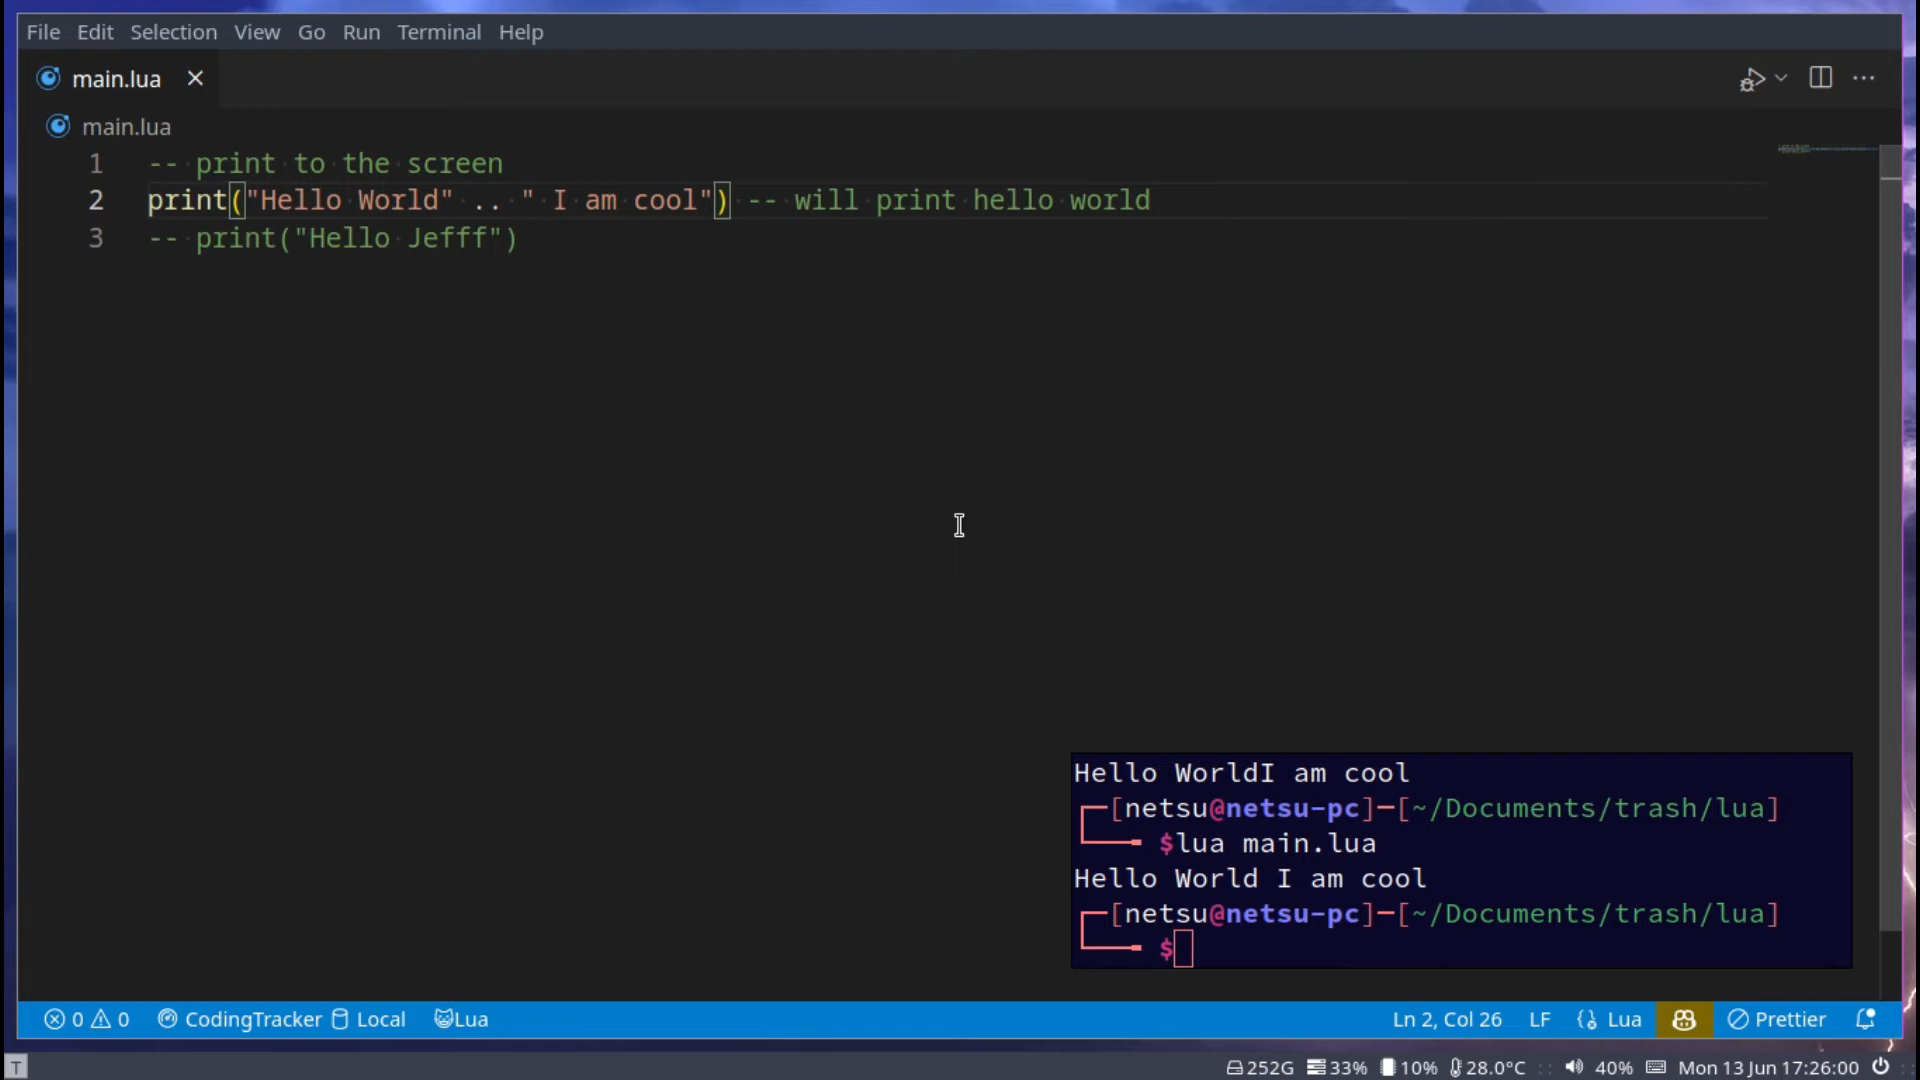 File Edit Selection View Go Run Terminal Help
main.lua
main.lua
1 -- print to the screen
2 print("Hello World" .. " I am cool") -- will print hello world
3 -- print("Hello Jefff")
Hello WorldI am cool
[netsu@netsu-pc]-[~/Documents/trash/lua]
$lua main.lua
Hello World I am cool
[netsu@netsu-pc]-[~/Documents/trash/lua]
$
0 0 CodingTracker Local Lua Ln 2, Col 26 LF Lua Prettier
T 252G 33% 10% 28.0°C :: 40% Mon 13 Jun 17:26:00